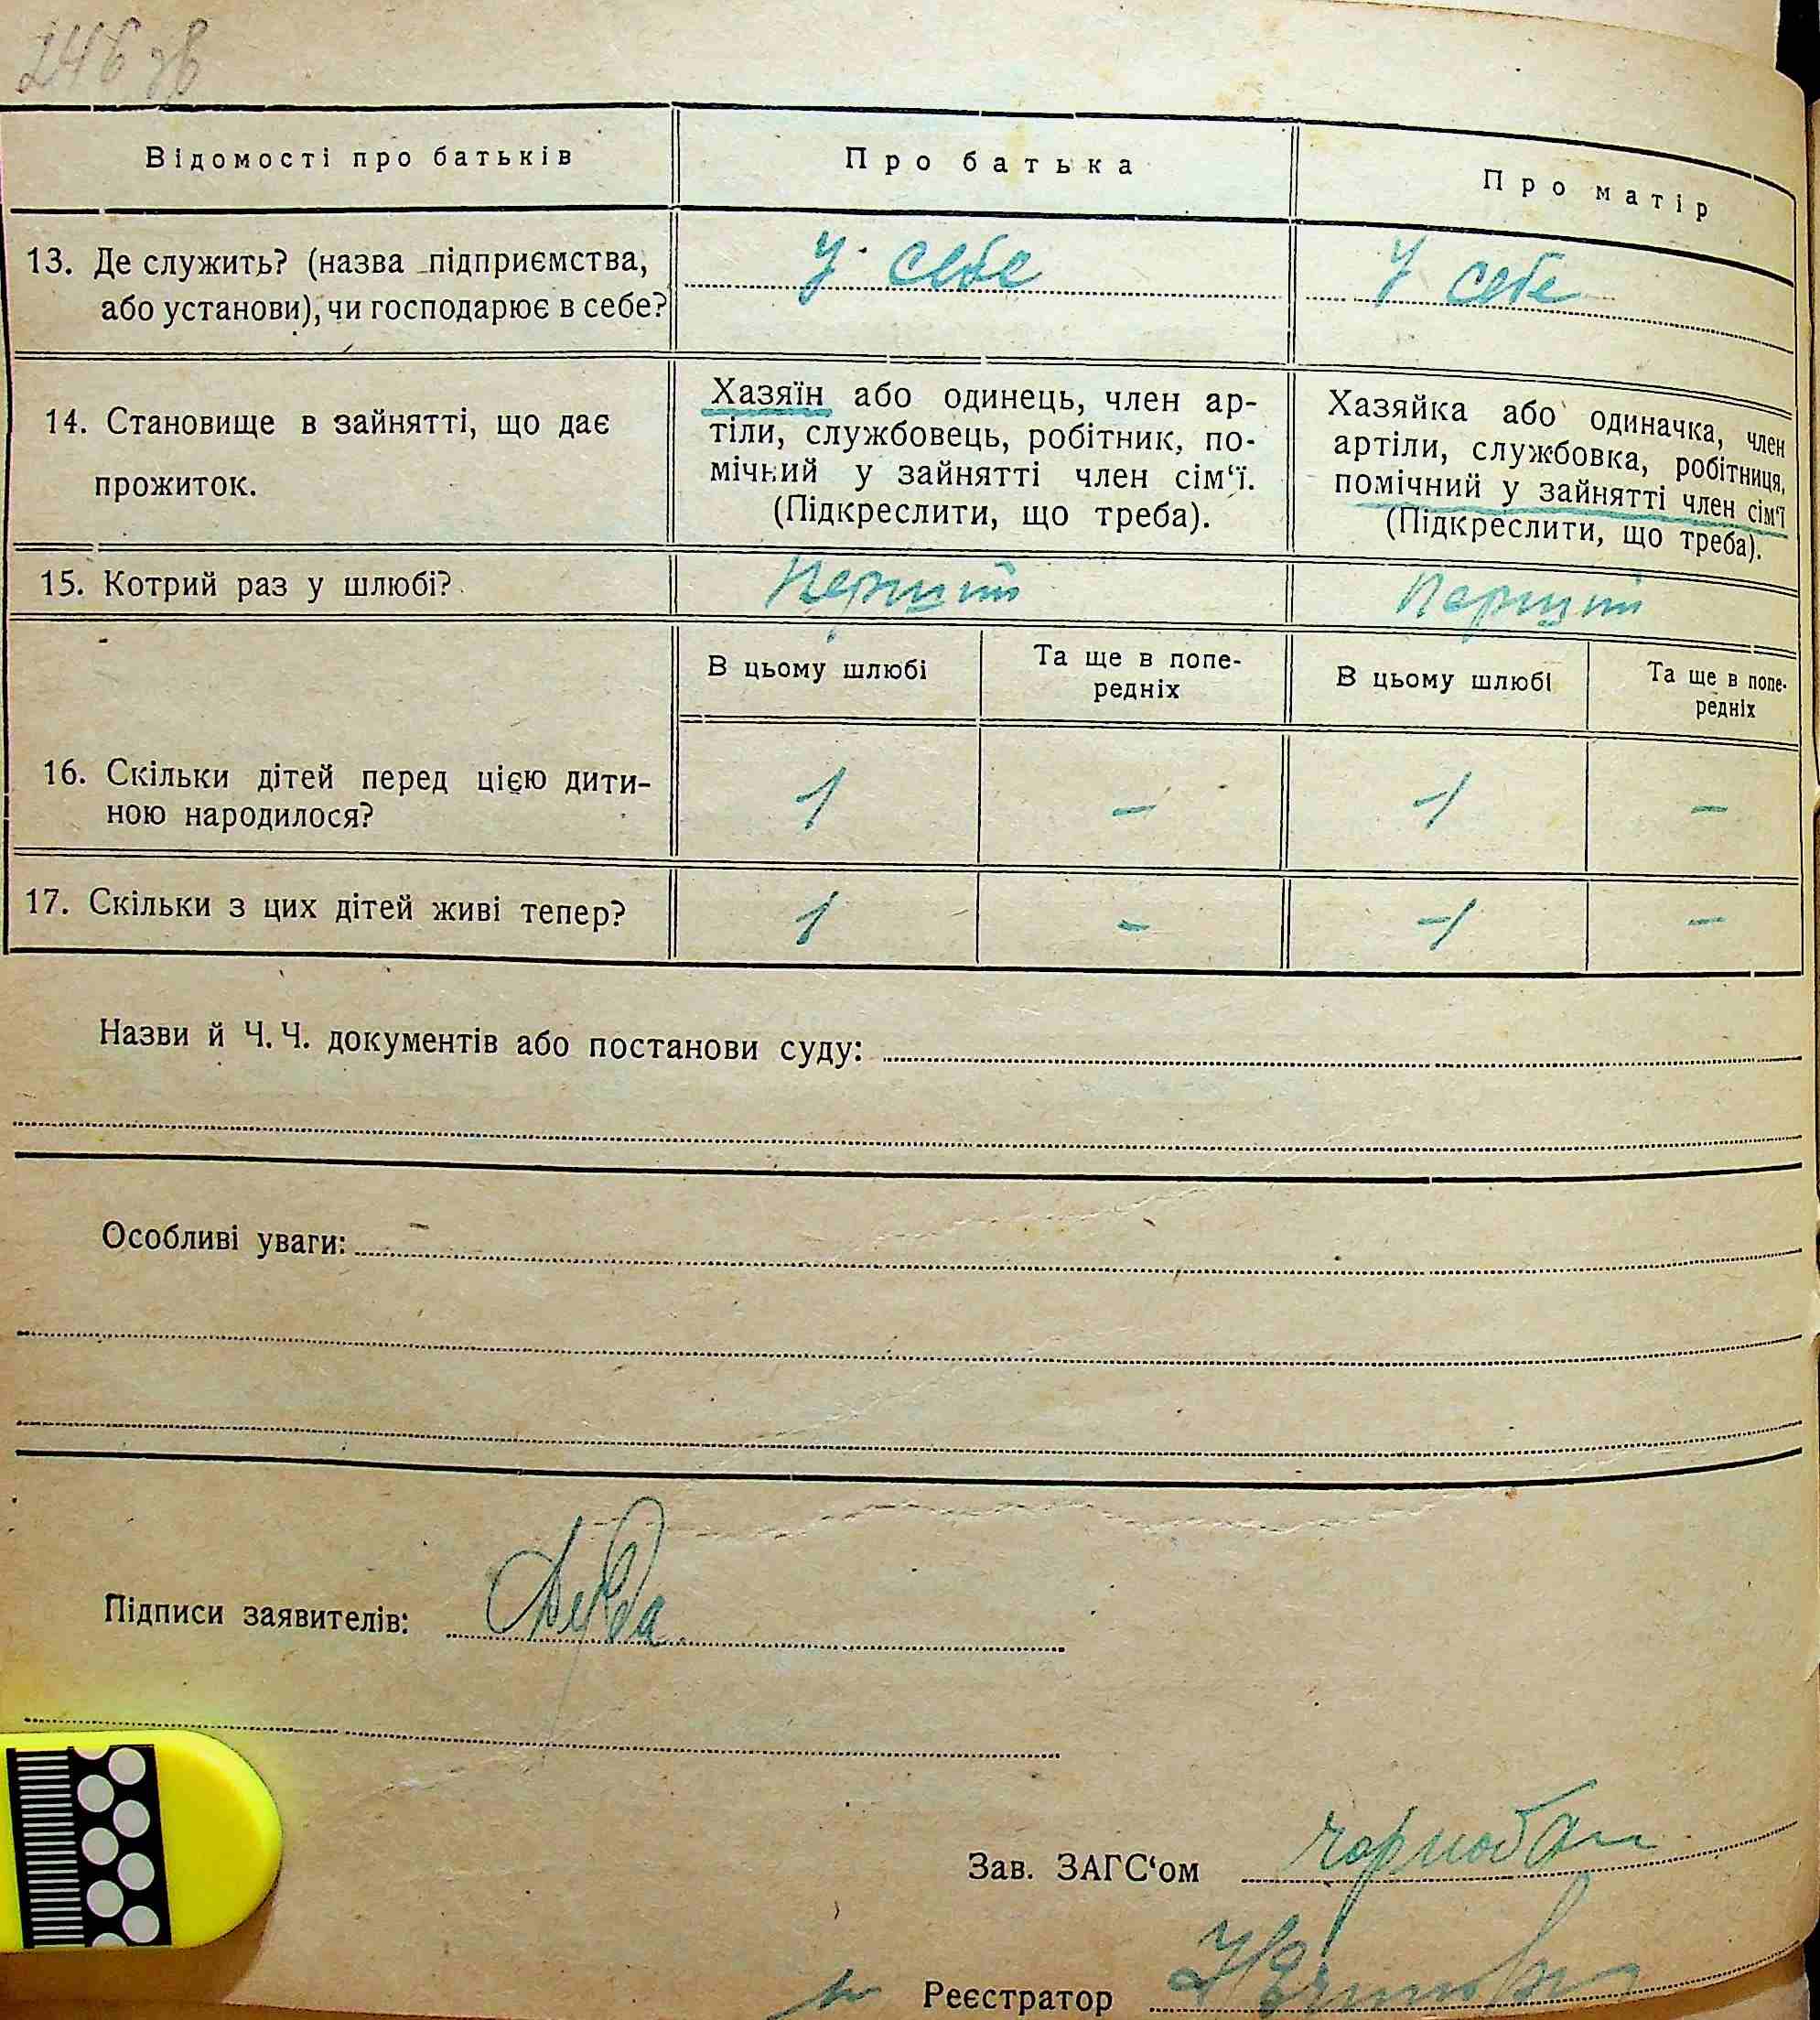 246 зв
Відомості про батьків
Про батька
Про матір
13. Де служить? (назва підприємства,
або установи), чи господарює в себе?
у себе
у себе
14. Становище в зайнятті, що дає
прожиток.
Хазяїн або одинець, член ар-
тіли, службовець, робітник, по-
мічний у зайнятті член сім‘ї.
(Підкреслити, що треба).
Хазяйка або одиначка, член
артіли, службовка, робітниця,
помічний у зайнятті член сім‘ї
(Підкреслити, що треба).
15. Котрий раз у шлюбі?
Перший
Перший
В цьому шлюбі
Та ще в попе-
редніх
В цьому шлюбі
Та ще в попе-
редніх
16. Скільки дітей перед цією дити-
ною народилося?
1
–
1
–
17. Скільки з цих дітей живі тепер?
1
–
1
–
Назви й Ч. Ч. документів або постанови суду:
Особливі уваги:
Підписи заявителів:
Зав. ЗАГС‘ом
Реєстратор